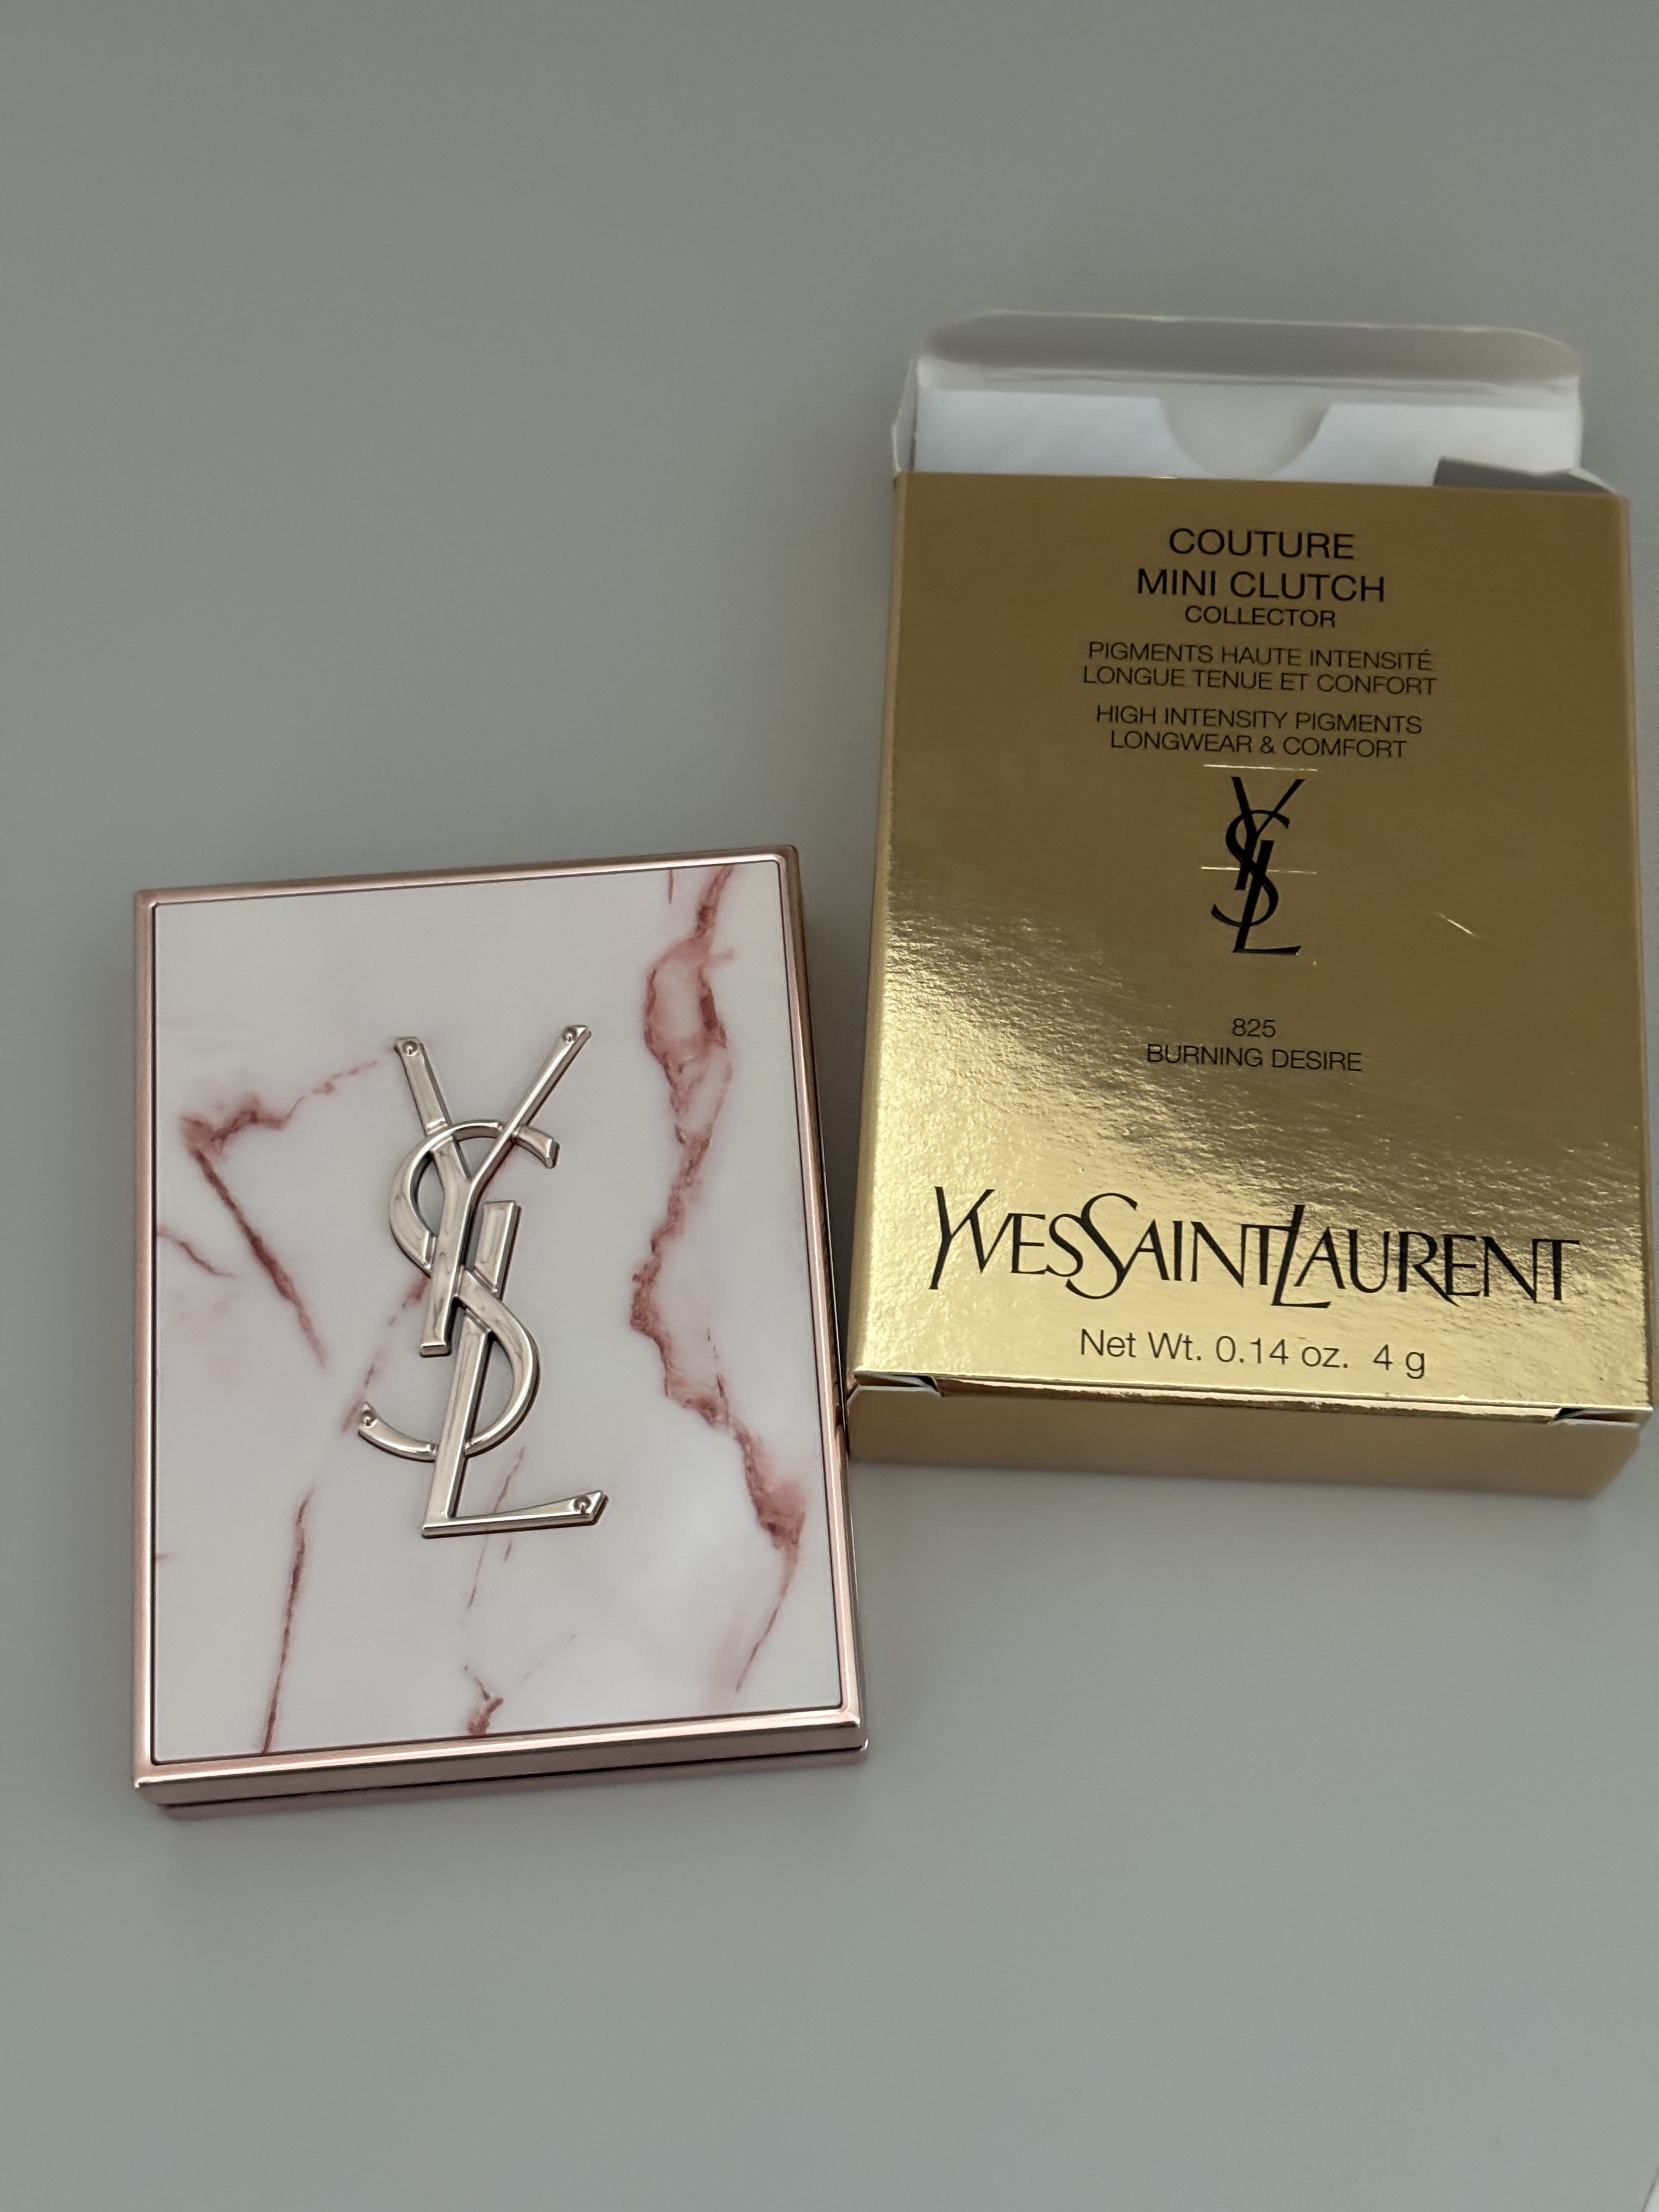 YSL
COUTURE
MINI CLUTCH
COLLECTOR
PIGMENTS HAUTE INTENSITÉ
LONGUE TENUE ET CONFORT
HIGH INTENSITY PIGMENTS
LONGWEAR & COMFORT
YSL
825
BURNING DESIRE
YVESSAINTLAURENT
Net Wt. 0.14 oz. 4 g